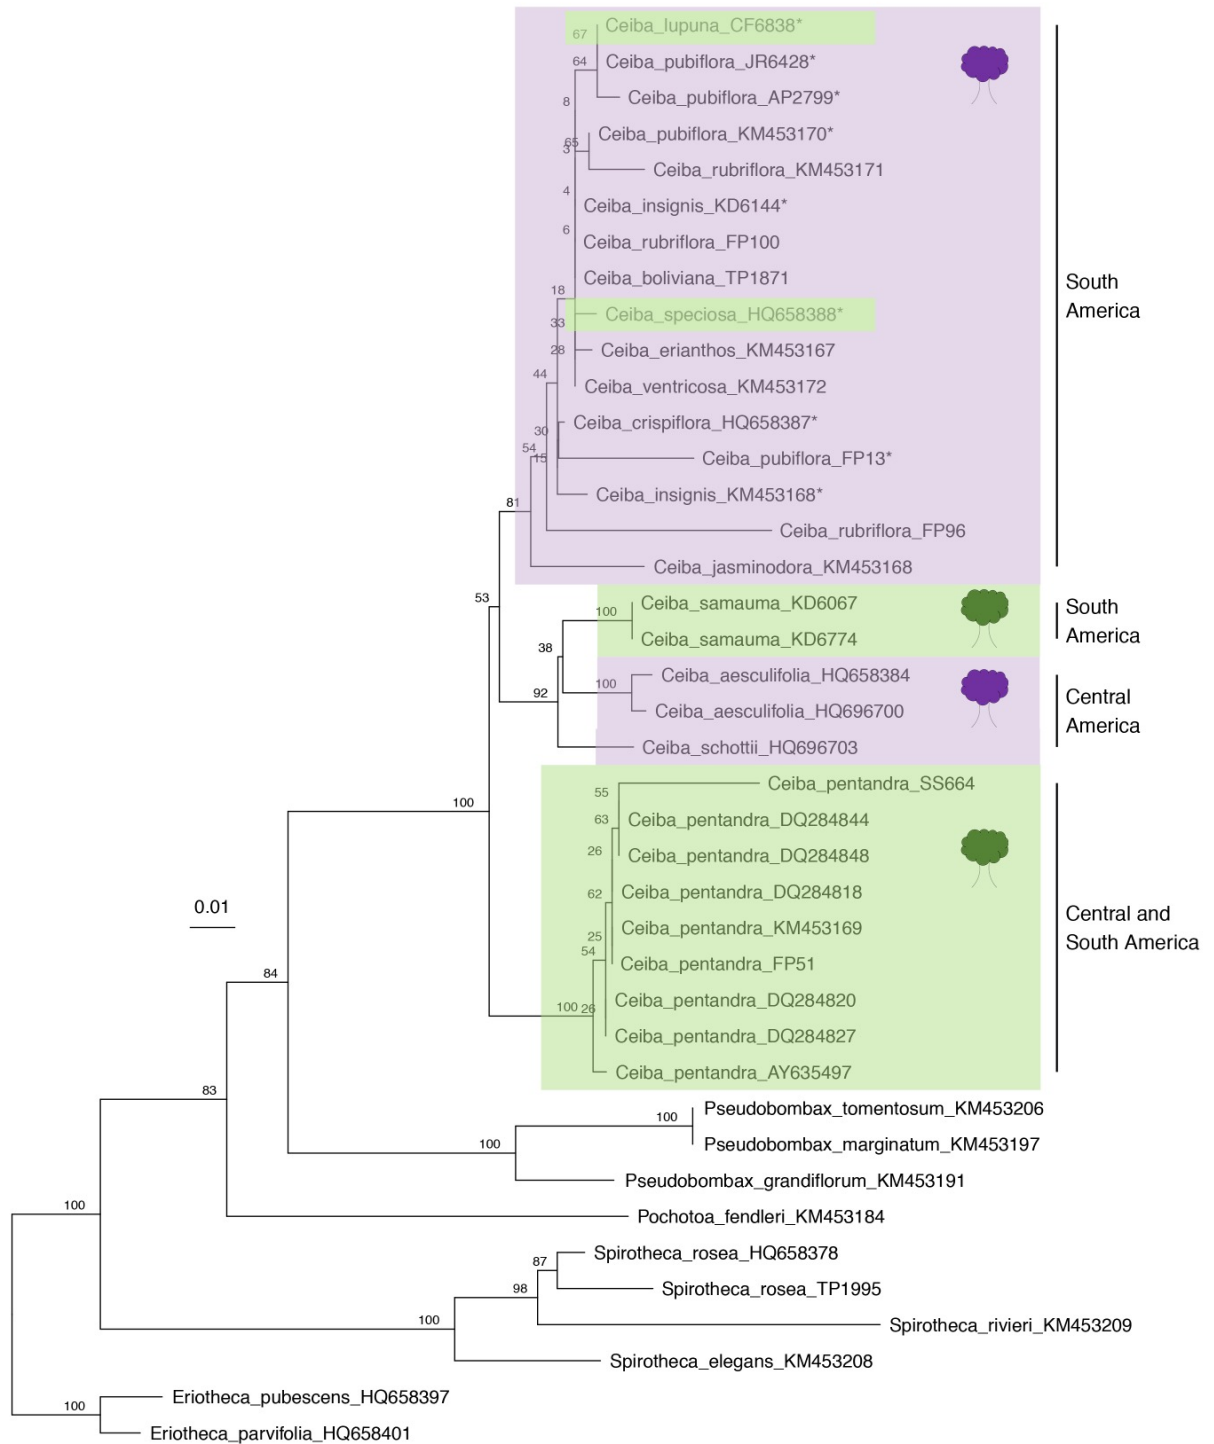 67
Ceiba_lupuna_CF6838*
64
Ceiba_pubiflora_JR6428*
8
Ceiba_pubiflora_AP2799*
65
3
Ceiba_pubiflora_KM453170*
Ceiba_rubriflora_KM453171
4
Ceiba_insignis_KD6144*
6
Ceiba_rubriflora_FP100
Ceiba_boliviana_TP1871
18
South
America
33
Ceiba_speciosa_HQ658388*
28
Ceiba_erianthos_KM453167
44
Ceiba_ventricosa_KM453172
30
Ceiba_crispiflora_HQ658387*
54
15
Ceiba_pubiflora_FP13*
Ceiba_insignis_KM453168*
81
Ceiba_rubriflora_FP96
Ceiba_jasminodora_KM453168
53
100
Ceiba_samauma_KD6067
South
America
Ceiba_samauma_KD6774
38
100
Ceiba_aesculifolia_HQ658384
92
Ceiba_aesculifolia_HQ696700
Central
America
Ceiba_schottii_HQ696703
100
55
Ceiba_pentandra_SS664
63
Ceiba_pentandra_DQ284844
26
Ceiba_pentandra_DQ284848
62
Ceiba_pentandra_DQ284818
0.01
25
Ceiba_pentandra_KM453169
Central and
South America
54
Ceiba_pentandra_FP51
100
26
Ceiba_pentandra_DQ284820
Ceiba_pentandra_DQ284827
Ceiba_pentandra_AY635497
84
83
100
Pseudobombax_tomentosum_KM453206
Pseudobombax_marginatum_KM453197
100
Pseudobombax_grandiflorum_KM453191
100
Pochotoa_fendleri_KM453184
87
Spirotheca_rosea_HQ658378
98
Spirotheca_rosea_TP1995
100
Spirotheca_rivieri_KM453209
Spirotheca_elegans_KM453208
100
Eriotheca_pubescens_HQ658397
Eriotheca_parvifolia_HQ658401